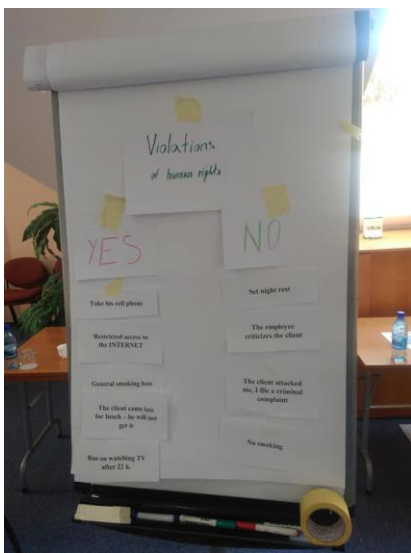 Violations
of human rights
YES
NO
Take his cell phone
Restricted access to
the INTERNET
General smoking ban
The client came late
for lunch – he will not
get it
Ban on watching TV
after 22 h.
Set night rest
The employee
criticizes the client
The client attacked
me, I file a criminal
complaint
No smoking